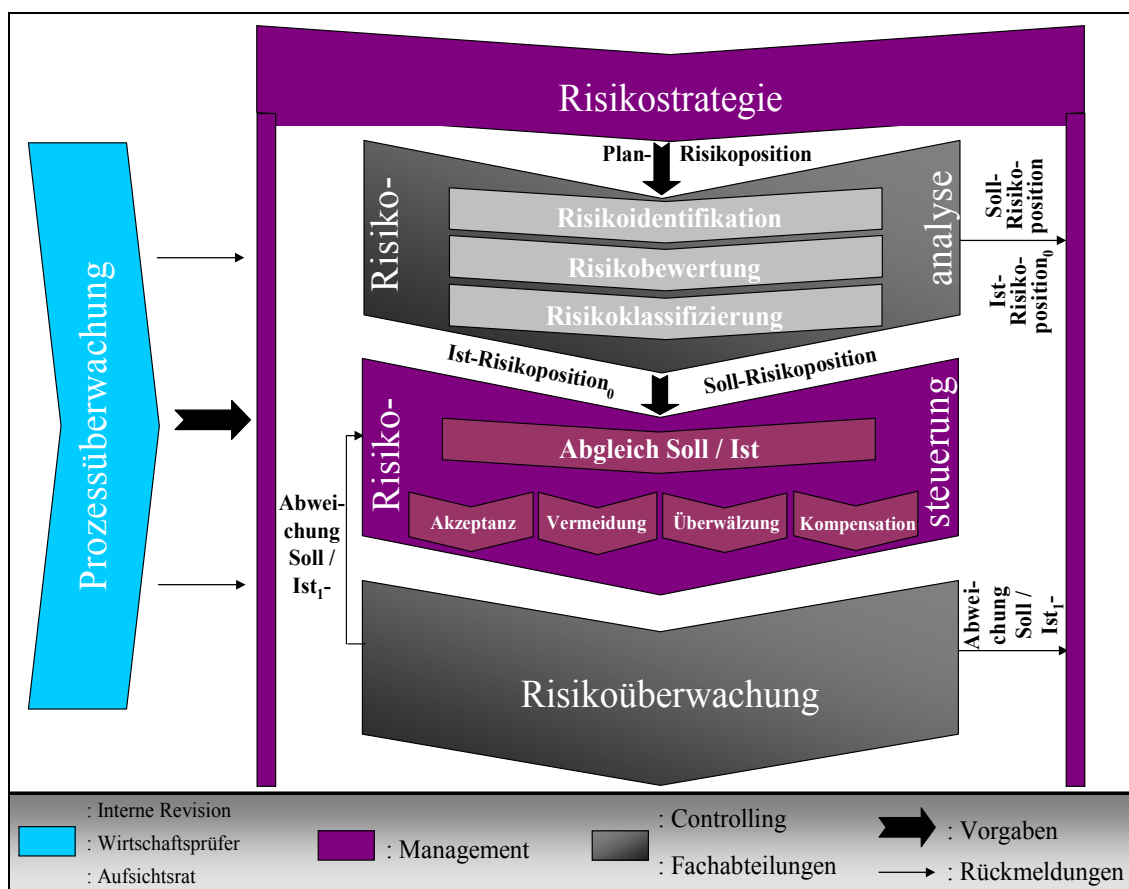 Risikostrategie
Plan- Risikoposition
Risiko-
analyse
Risikoidentifikation
Risikobewertung
Risikoklassifizierung
Soll-
Risiko-
position
Ist-
Risiko-
position₀
Prozessüberwachung
Ist-Risikoposition₀ Soll-Risikoposition
Risiko-
steuerung
Abgleich Soll / Ist
Akzeptanz Vermeidung Überwälzung Kompensation
Abwei-
chung
Soll /
Ist₁-
Abwei-
chung
Soll /
Ist₁-
Risikoüberwachung
: Interne Revision
: Wirtschaftsprüfer
: Aufsichtsrat
: Management
: Controlling
: Fachabteilungen
: Vorgaben
: Rückmeldungen